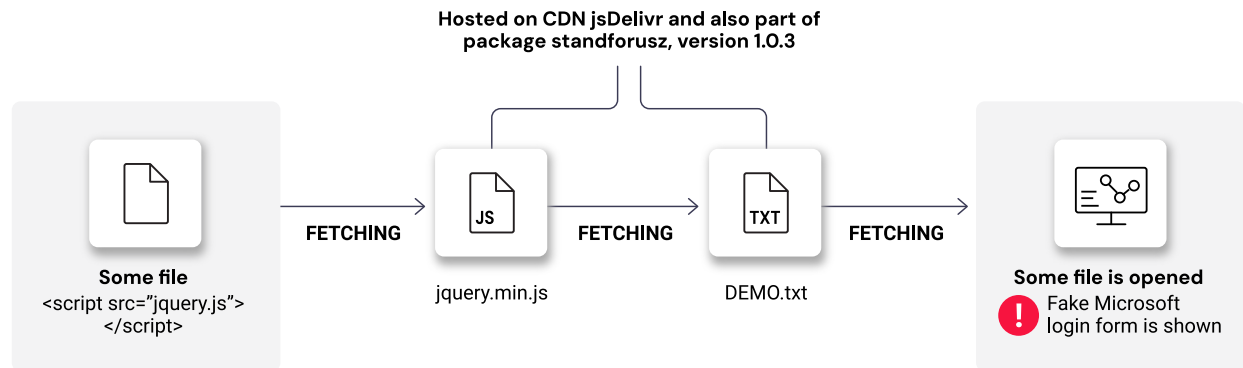 Hosted on CDN jsDelivr and also part of
package standforusz, version 1.0.3
JS
TXT
FETCHING
FETCHING
FETCHING
Some file
<script src=”jquery.js”>
</script>
jquery.min.js
DEMO.txt
Some file is opened
!
Fake Microsoft
login form is shown